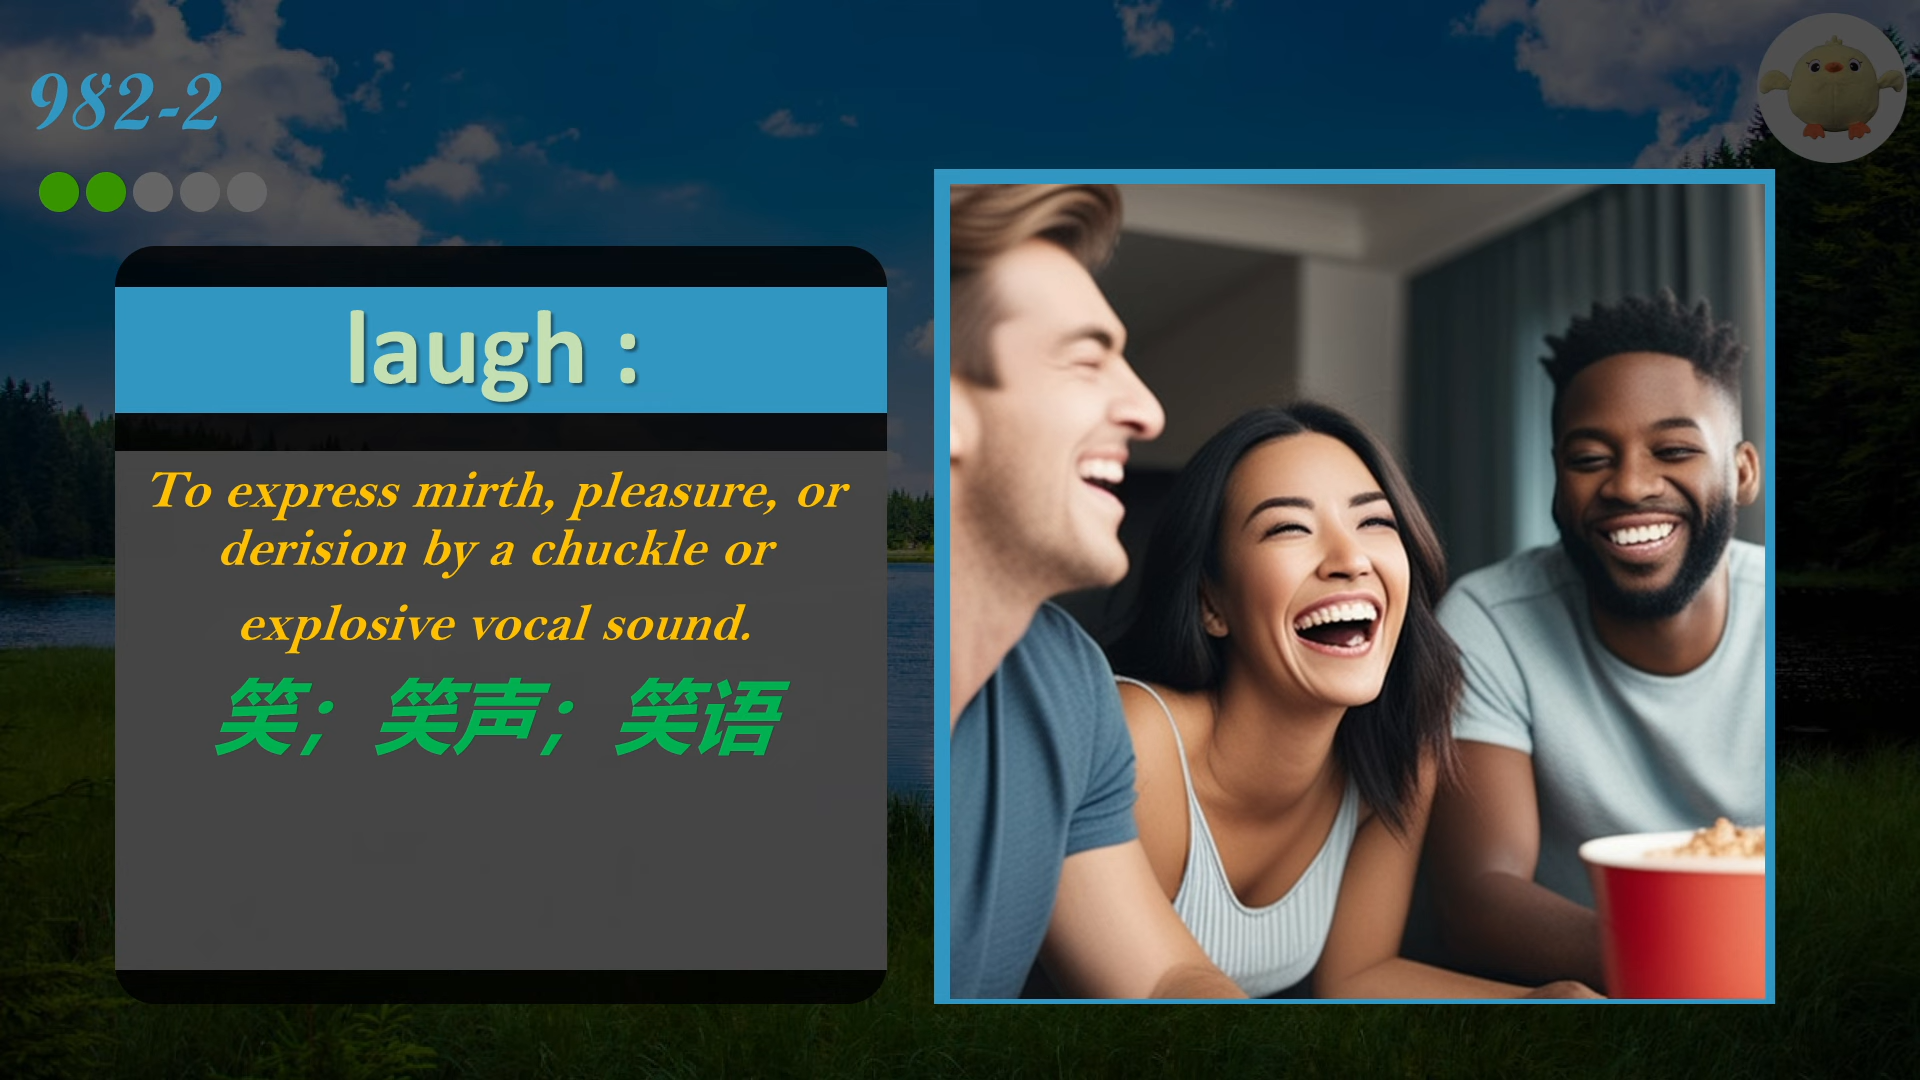 982-2
laugh :
To express mirth, pleasure, or
derision by a chuckle or
explosive vocal sound.
笑；笑声；笑语